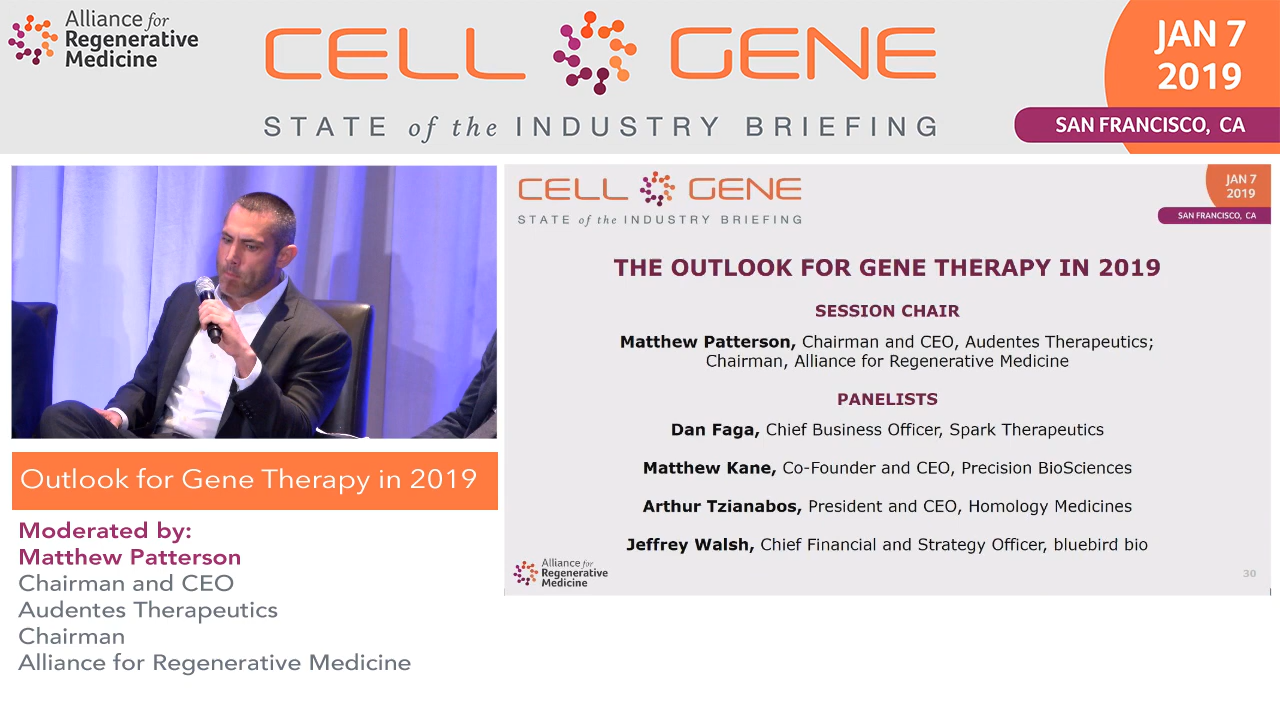 Alliance for
Regenerative
Medicine
CELL GENE
STATE of the INDUSTRY BRIEFING
JAN 7
2019
SAN FRANCISCO, CA
CELL GENE
STATE of the INDUSTRY BRIEFING
JAN 7
2019
SAN FRANCISCO, CA
THE OUTLOOK FOR GENE THERAPY IN 2019
SESSION CHAIR
Matthew Patterson, Chairman and CEO, Audentes Therapeutics;
Chairman, Alliance for Regenerative Medicine
PANELISTS
Dan Faga, Chief Business Officer, Spark Therapeutics
Matthew Kane, Co-Founder and CEO, Precision BioSciences
Arthur Tzianabos, President and CEO, Homology Medicines
Jeffrey Walsh, Chief Financial and Strategy Officer, bluebird bio
Alliance for
Regenerative
Medicine
30
Outlook for Gene Therapy in 2019
Moderated by:
Matthew Patterson
Chairman and CEO
Audentes Therapeutics
Chairman
Alliance for Regenerative Medicine